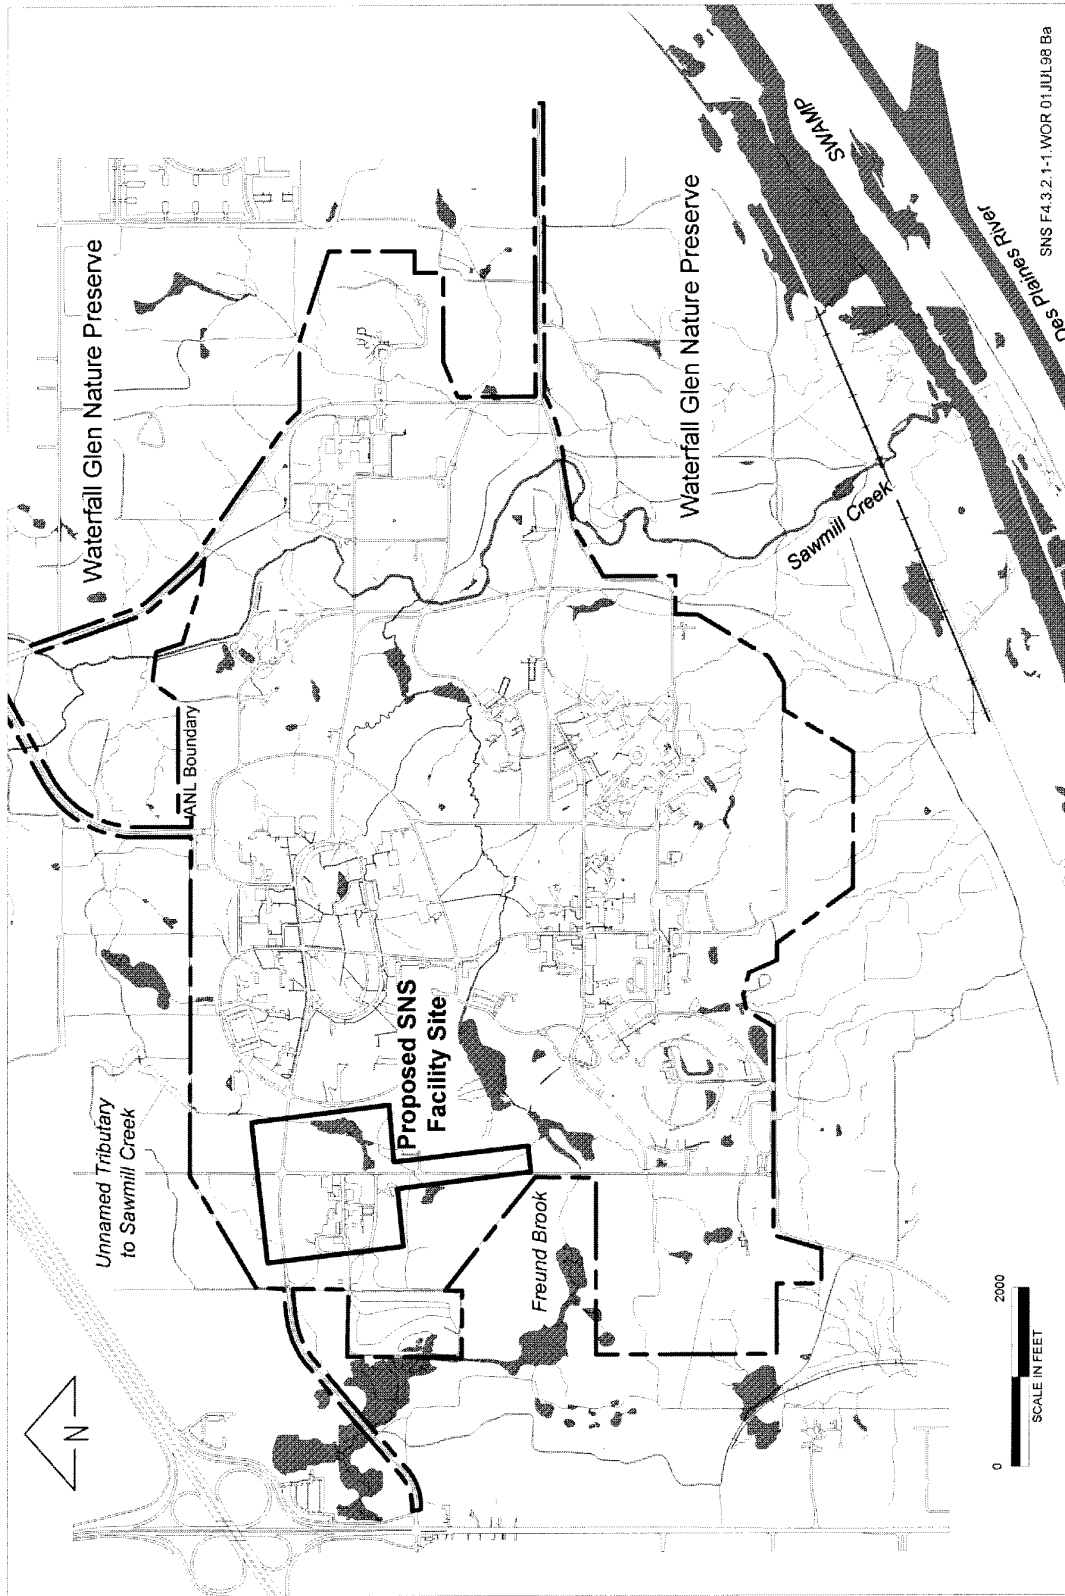 Unnamed Tributary
to Sawmill Creek
ANL Boundary
Waterfall Glen Nature Preserve
Proposed SNS
Facility Site
Freund Brook
Waterfall Glen Nature Preserve
Sawmill Creek
SWAMP
Des Plaines River
N
0
2000
SCALE IN FEET
SNS F4.3.2.1-1.WOR 01JUL98 Ba